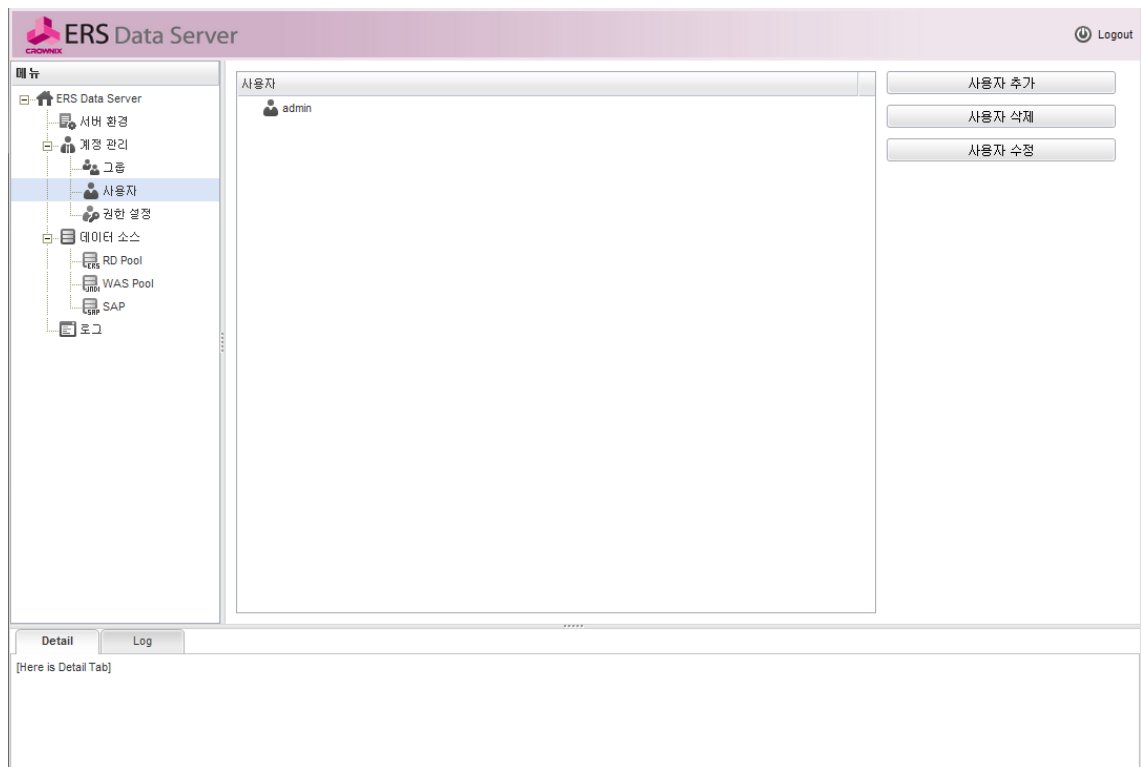 CROWNIX
ERS Data Server
Logout
메뉴
ERS Data Server
서버 환경
계정 관리
그룹
사용자
권한 설정
데이터 소스
ERS RD Pool
JNDI WAS Pool
SAP SAP
로그
사용자
admin
사용자 추가
사용자 삭제
사용자 수정
Detail
Log
[Here is Detail Tab]